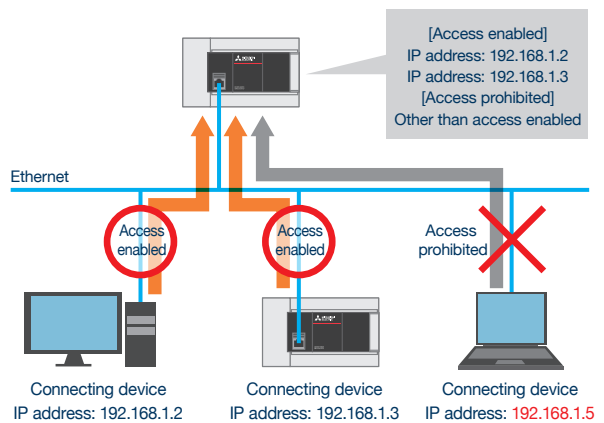 [Access enabled]
IP address: 192.168.1.2
IP address: 192.168.1.3
[Access prohibited]
Other than access enabled
Ethernet
Access
enabled
Access
enabled
Access
prohibited
Connecting device
IP address: 192.168.1.2
Connecting device
IP address: 192.168.1.3
Connecting device
IP address: 192.168.1.5